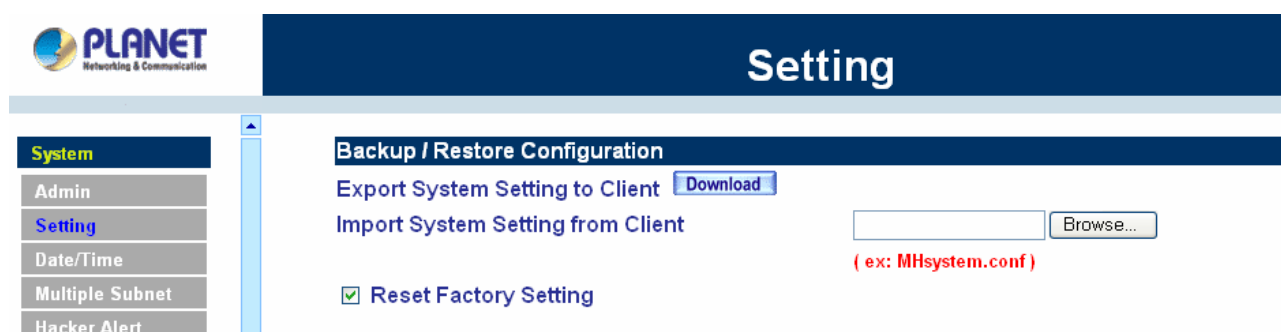 PLANET
Networking & Communication
Setting
System
Admin
Setting
Date/Time
Multiple Subnet
Hacker Alert
Backup / Restore Configuration
Export System Setting to Client Download
Import System Setting from Client Browse...
( ex: MHsystem.conf )
Reset Factory Setting